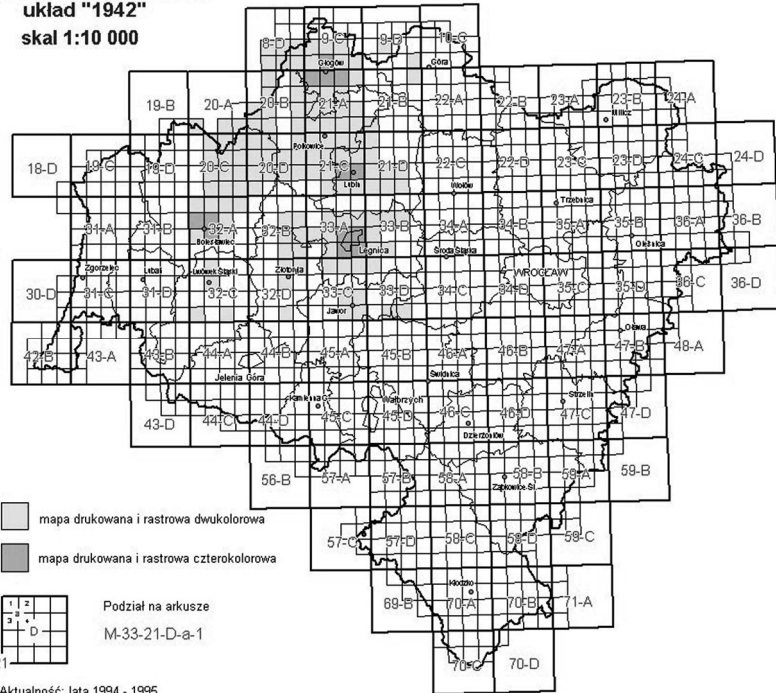 układ "1942"
skal 1:10 000
8-D 9-C 9-D 10-C
Głogów Góra
19-B 20-A 20-B 21-A 21-B 22-A 22-B 23-A 23-B 24-A
Milicz
Polkowice
18-D 19-C 19-D 20-C 20-D 21-C 21-D 22-C 22-D 23-C 23-D 24-C 24-D
Lubin Wołów Trzebnica
31-A 31-B 32-A 32-B 33-A 33-B 34-A 34-B 35-A 35-B 36-A 36-B
Bolesławiec Legnica Środa Śląska Oleśnica
Zgorzelec Lubań Lwówek Śląski Złotoryja WROCŁAW
30-D 31-C 31-D 32-C 32-D 33-C 33-D 34-C 34-D 35-C 35-D 36-C 36-D
Jawor Oława
42-B 43-A 43-B 44-A 44-B 45-A 45-B 46-A 46-B 47-A 47-B 48-A
Jelenia Góra Świdnica
Kamienna G. Wałbrzych Strzelin
43-D 44-C 44-D 45-C 45-D 46-C 46-D 47-C 47-D
Dzierżoniów
56-B 57-A 57-B 58-A 58-B 59-A 59-B
Ząbkowice Śl.
57-C 57-D 58-C 58-D 59-C
Kłodzko
69-B 70-A 70-B 71-A
70-C 70-D
mapa drukowana i rastrowa dwukolorowa
mapa drukowana i rastrowa czterokolorowa
1 2
3 4
D
Podział na arkusze
M-33-21-D-a-1
Aktualność: lata 1994 - 1995